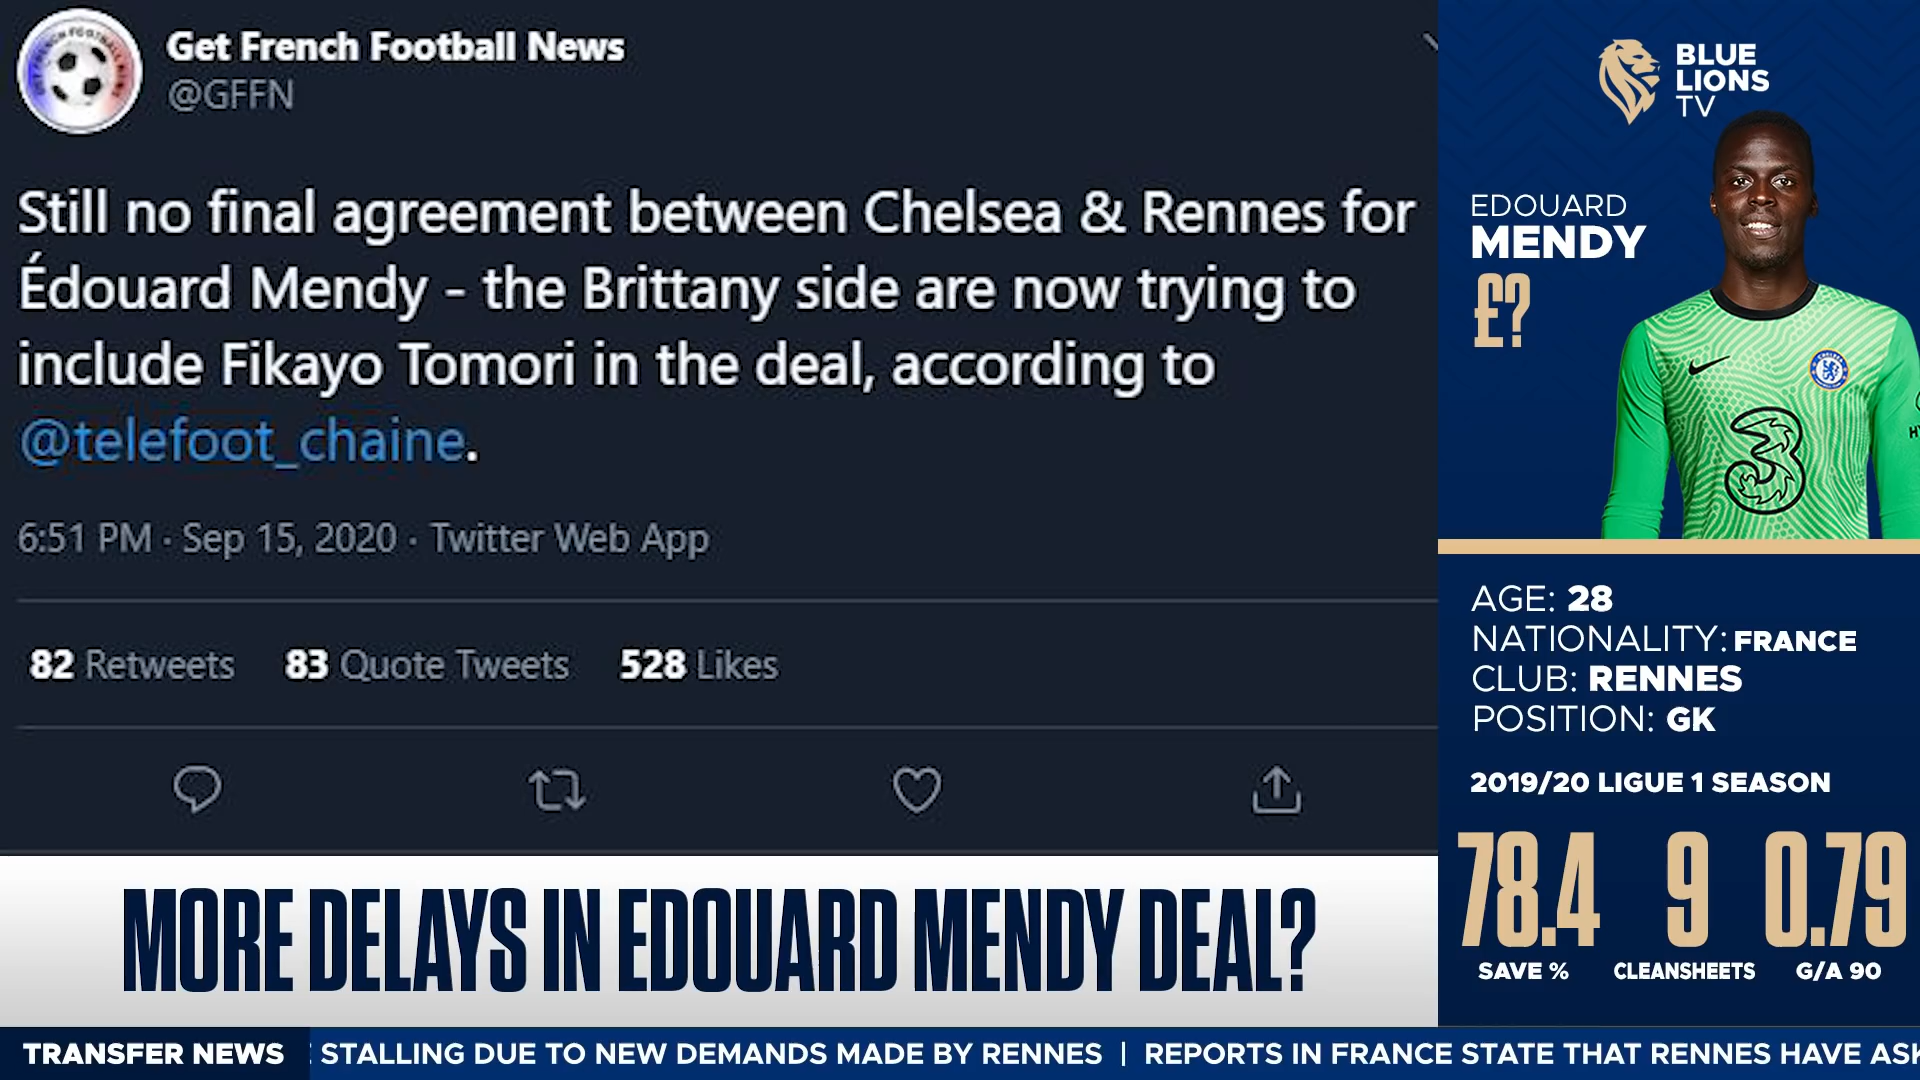 Get French Football News
@GFFN
Still no final agreement between Chelsea & Rennes for
Édouard Mendy - the Brittany side are now trying to
include Fikayo Tomori in the deal, according to
@telefoot_chaine.
6:51 PM · Sep 15, 2020 · Twitter Web App
82 Retweets 83 Quote Tweets 528 Likes
MORE DELAYS IN EDOUARD MENDY DEAL?
BLUE
LIONS
TV
EDOUARD
MENDY
£?
3
AGE: 28
NATIONALITY: FRANCE
CLUB: RENNES
POSITION: GK
2019/20 LIGUE 1 SEASON
78.4 9 0.79
SAVE % CLEANSHEETS G/A 90
TRANSFER NEWS STALLING DUE TO NEW DEMANDS MADE BY RENNES | REPORTS IN FRANCE STATE THAT RENNES HAVE ASK